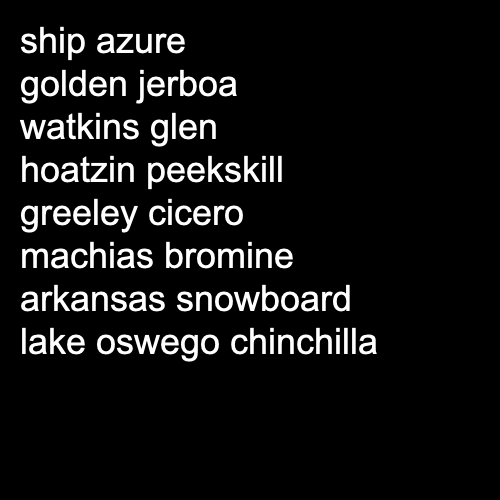 ship azure
golden jerboa
watkins glen
hoatzin peekskill
greeley cicero
machias bromine
arkansas snowboard
lake oswego chinchilla